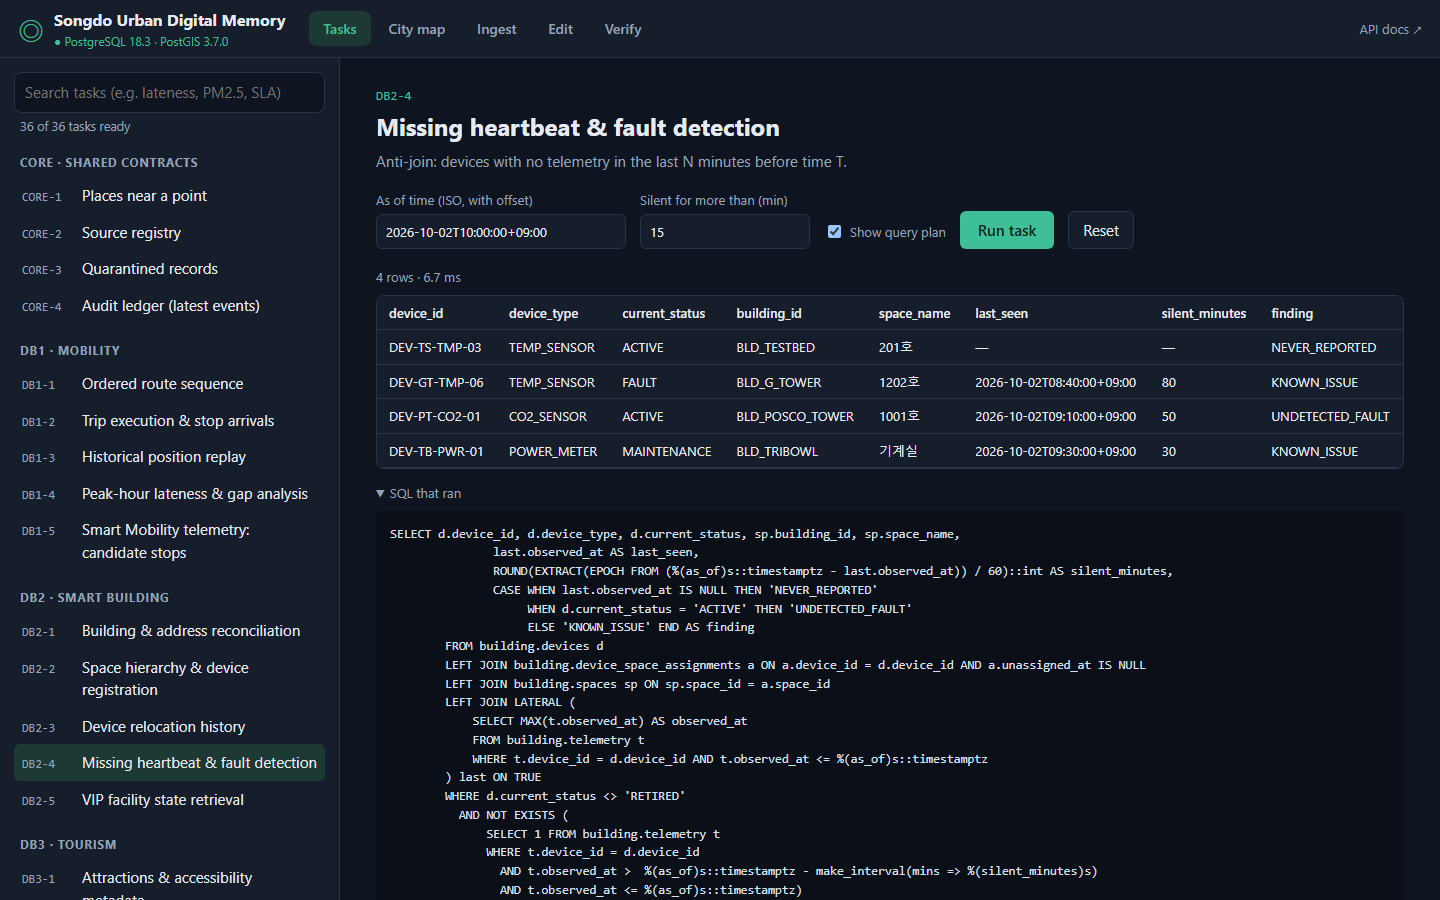 Songdo Urban Digital Memory
● PostgreSQL 18.3 · PostGIS 3.7.0
Tasks
City map
Ingest
Edit
Verify
API docs ↗
Search tasks (e.g. lateness, PM2.5, SLA)
36 of 36 tasks ready
CORE · SHARED CONTRACTS
CORE-1 Places near a point
CORE-2 Source registry
CORE-3 Quarantined records
CORE-4 Audit ledger (latest events)
DB1 · MOBILITY
DB1-1 Ordered route sequence
DB1-2 Trip execution & stop arrivals
DB1-3 Historical position replay
DB1-4 Peak-hour lateness & gap analysis
DB1-5 Smart Mobility telemetry:
candidate stops
DB2 · SMART BUILDING
DB2-1 Building & address reconciliation
DB2-2 Space hierarchy & device
registration
DB2-3 Device relocation history
DB2-4 Missing heartbeat & fault detection
DB2-5 VIP facility state retrieval
DB3 · TOURISM
DB3-1 Attractions & accessibility
metadata
DB2-4
Missing heartbeat & fault detection
Anti-join: devices with no telemetry in the last N minutes before time T.
As of time (ISO, with offset)
Silent for more than (min)
2026-10-02T10:00:00+09:00
15
Show query plan
Run task
Reset
4 rows · 6.7 ms
device_id device_type current_status building_id space_name last_seen silent_minutes finding
DEV-TS-TMP-03 TEMP_SENSOR ACTIVE BLD_TESTBED 201호 — — NEVER_REPORTED
DEV-GT-TMP-06 TEMP_SENSOR FAULT BLD_G_TOWER 1202호 2026-10-02T08:40:00+09:00 80 KNOWN_ISSUE
DEV-PT-CO2-01 CO2_SENSOR ACTIVE BLD_POSCO_TOWER 1001호 2026-10-02T09:10:00+09:00 50 UNDETECTED_FAULT
DEV-TB-PWR-01 POWER_METER MAINTENANCE BLD_TRIBOWL 기계실 2026-10-02T09:30:00+09:00 30 KNOWN_ISSUE
▼ SQL that ran
SELECT d.device_id, d.device_type, d.current_status, sp.building_id, sp.space_name,
last.observed_at AS last_seen,
ROUND(EXTRACT(EPOCH FROM (%(as_of)s::timestamptz - last.observed_at)) / 60)::int AS silent_minutes,
CASE WHEN last.observed_at IS NULL THEN 'NEVER_REPORTED'
WHEN d.current_status = 'ACTIVE' THEN 'UNDETECTED_FAULT'
ELSE 'KNOWN_ISSUE' END AS finding
FROM building.devices d
LEFT JOIN building.device_space_assignments a ON a.device_id = d.device_id AND a.unassigned_at IS NULL
LEFT JOIN building.spaces sp ON sp.space_id = a.space_id
LEFT JOIN LATERAL (
SELECT MAX(t.observed_at) AS observed_at
FROM building.telemetry t
WHERE t.device_id = d.device_id AND t.observed_at <= %(as_of)s::timestamptz
) last ON TRUE
WHERE d.current_status <> 'RETIRED'
AND NOT EXISTS (
SELECT 1 FROM building.telemetry t
WHERE t.device_id = d.device_id
AND t.observed_at > %(as_of)s::timestamptz - make_interval(mins => %(silent_minutes)s)
AND t.observed_at <= %(as_of)s::timestamptz)